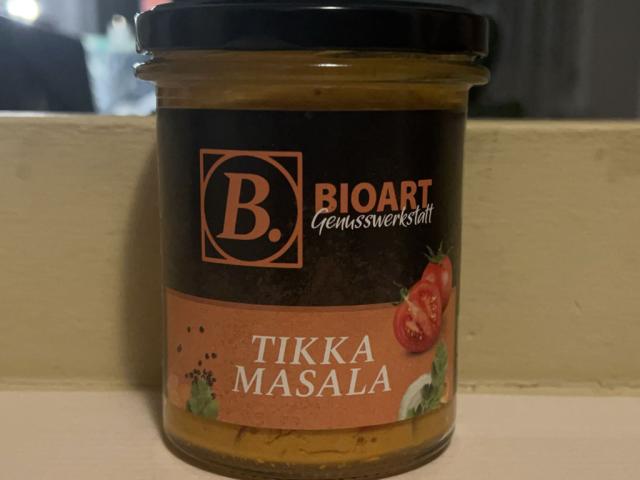 B.
BIOART
Genusswerkstatt
TIKKA
MASALA